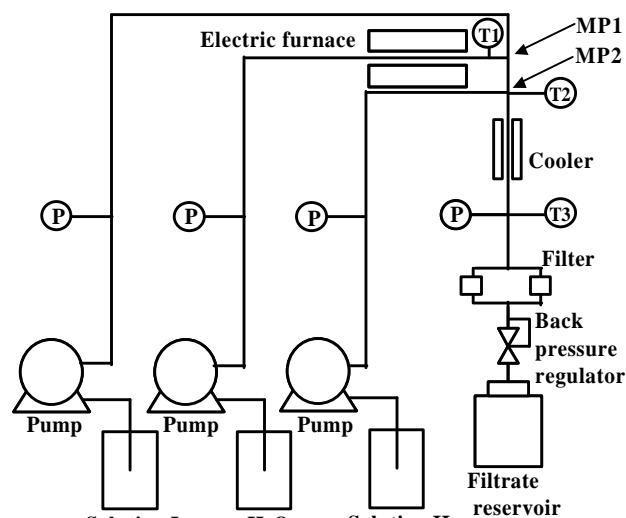 MP1
Electric furnace
T1
MP2
T2
Cooler
P
P
P
P
T3
Filter
Back
pressure
regulator
Pump
Pump
Pump
Filtrate
reservoir